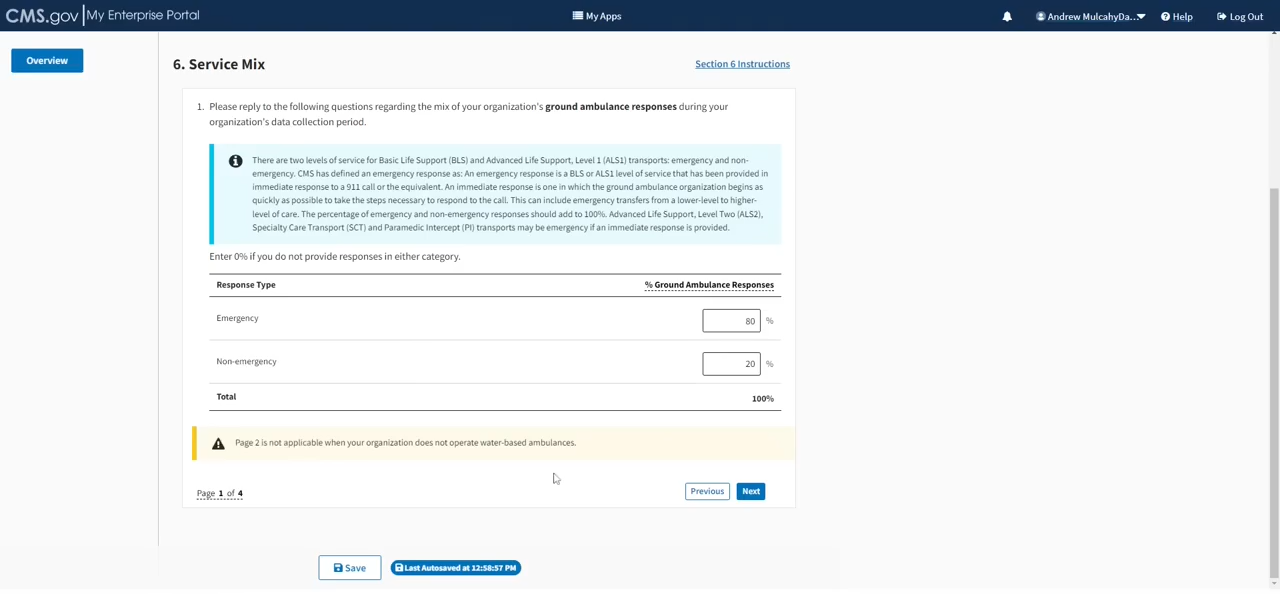 CMS.gov My Enterprise Portal
My Apps
Andrew MulcahyDa...
Help
Log Out
Overview
6. Service Mix
Section 6 Instructions
1. Please reply to the following questions regarding the mix of your organization's ground ambulance responses during your
organization's data collection period.
There are two levels of service for Basic Life Support (BLS) and Advanced Life Support, Level 1 (ALS1) transports: emergency and non-
emergency. CMS has defined an emergency response as: An emergency response is a BLS or ALS1 level of service that has been provided in
immediate response to a 911 call or the equivalent. An immediate response is one in which the ground ambulance organization begins as
quickly as possible to take the steps necessary to respond to the call. This can include emergency transfers from a lower-level to higher-
level of care. The percentage of emergency and non-emergency responses should add to 100%. Advanced Life Support, Level Two (ALS2),
Specialty Care Transport (SCT) and Paramedic Intercept (PI) transports may be emergency if an immediate response is provided.
Enter 0% if you do not provide responses in either category.
Response Type % Ground Ambulance Responses
Emergency 80 %
Non-emergency 20 %
Total 100%
Page 2 is not applicable when your organization does not operate water-based ambulances.
Page 1 of 4
Previous
Next
Save
Last Autosaved at 12:58:57 PM